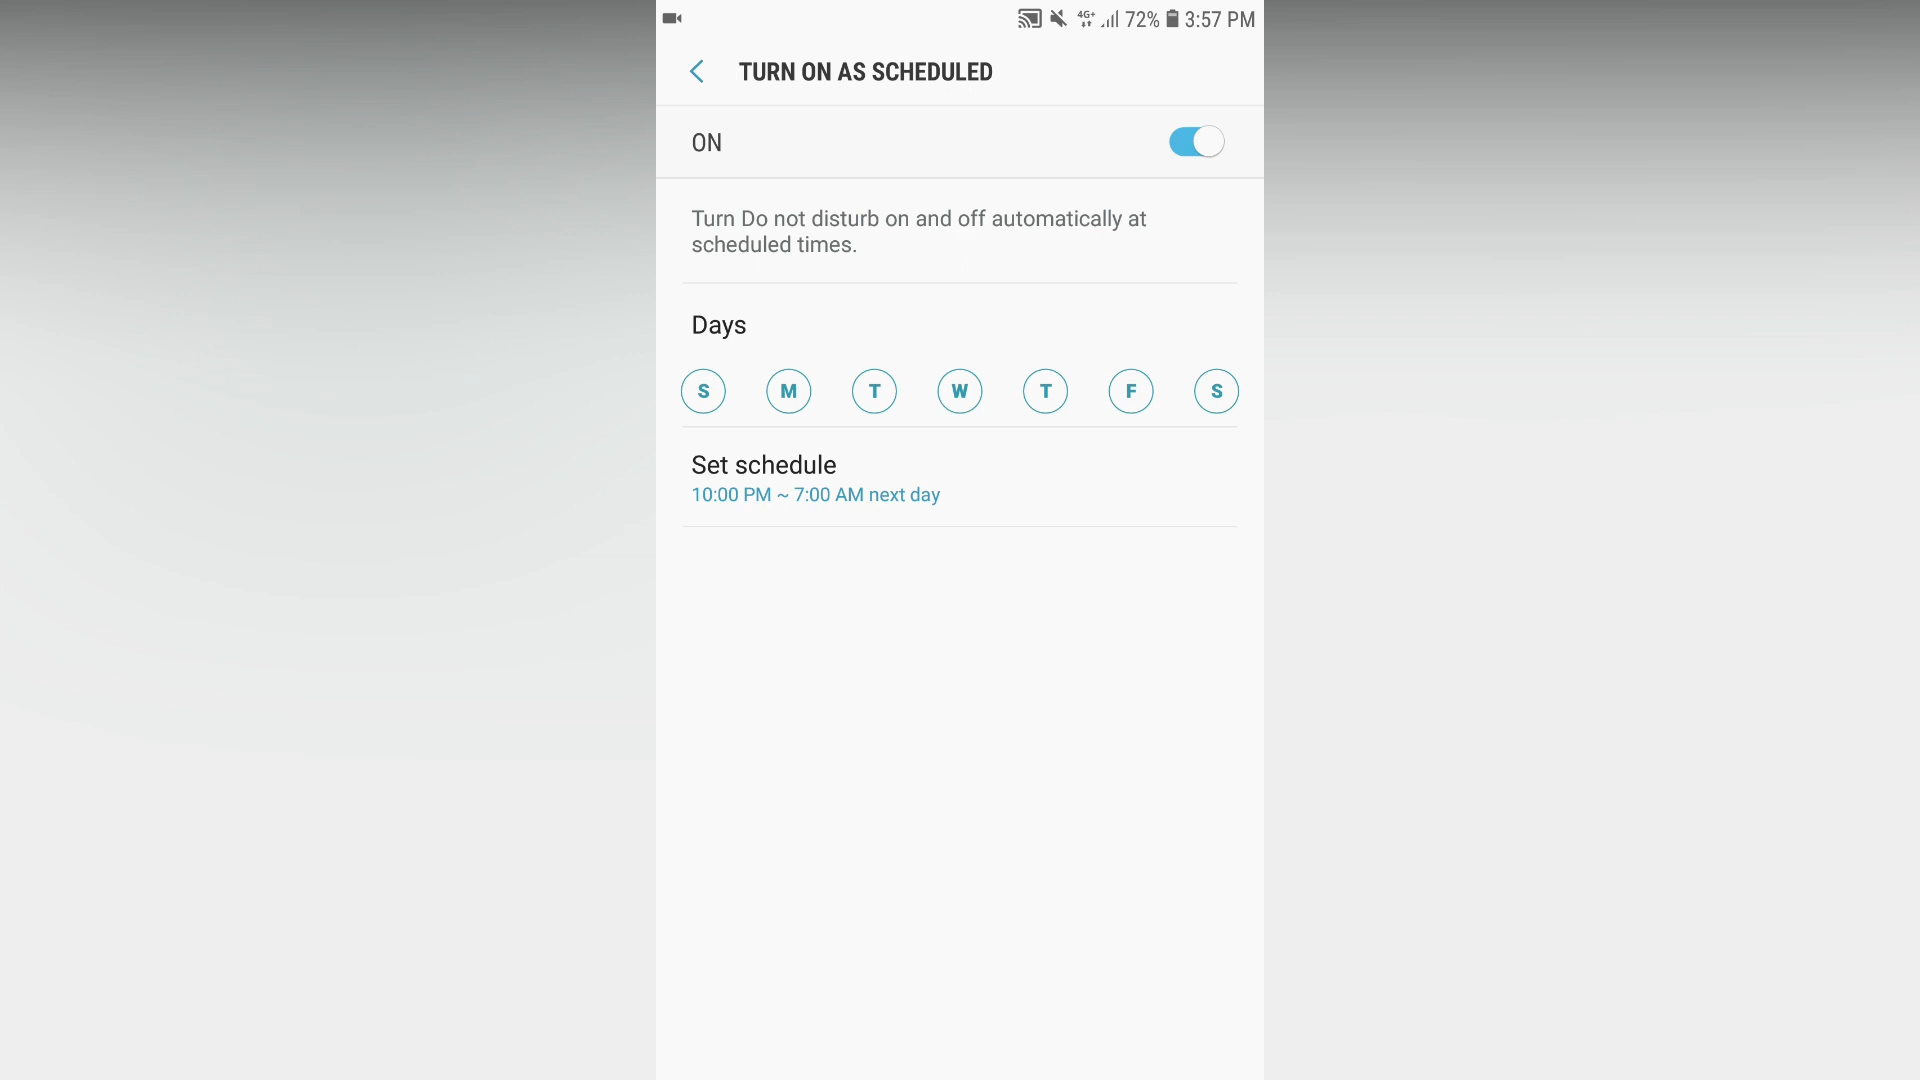 4G+ 72% 3:57 PM
TURN ON AS SCHEDULED
ON
Turn Do not disturb on and off automatically at
scheduled times.
Days
S M T W T F S
Set schedule
10:00 PM ~ 7:00 AM next day